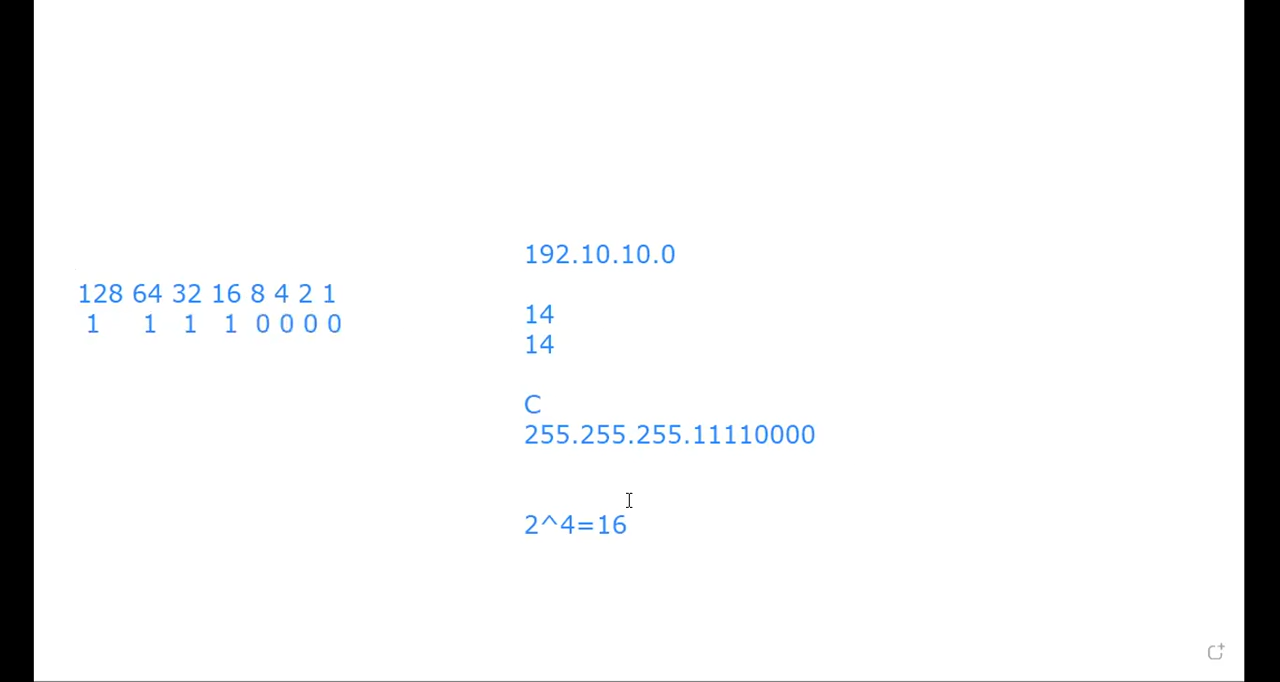 128 64 32 16 8 4 2 1
1 1 1 1 0 0 0 0
192.10.10.0
14
14
C
255.255.255.11110000
2^4=16